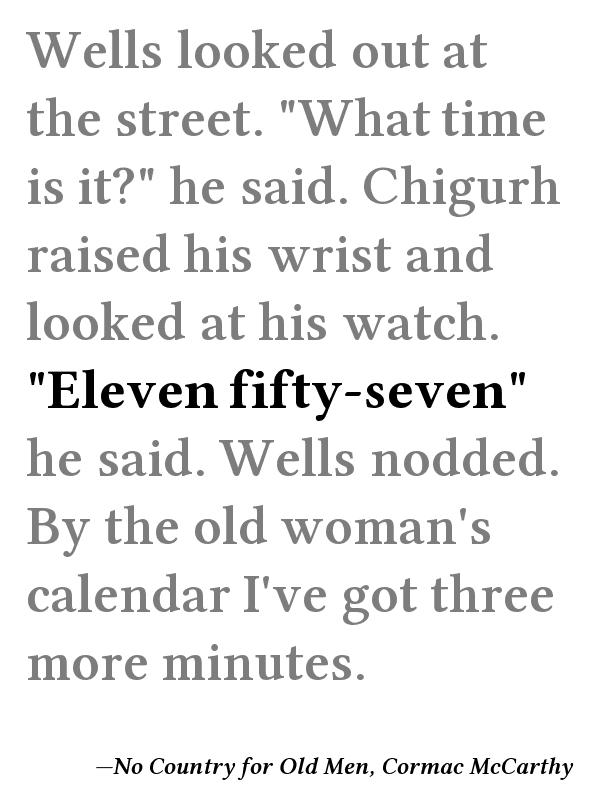 Wells looked out at
the street. "What time
is it?" he said. Chigurh
raised his wrist and
looked at his watch.
"Eleven fifty-seven"
he said. Wells nodded.
By the old woman's
calendar I've got three
more minutes.
—No Country for Old Men, Cormac McCarthy